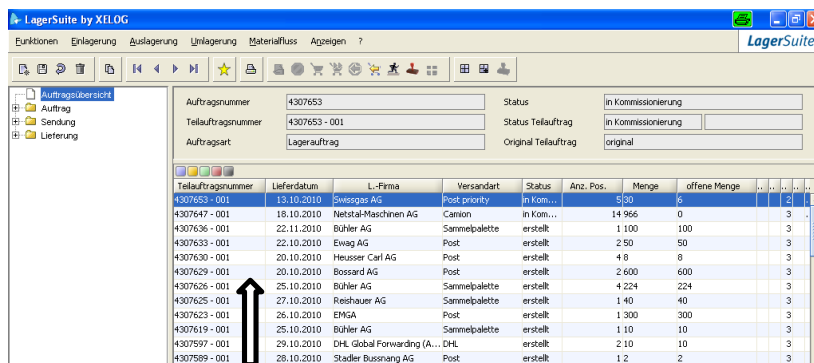 LagerSuite by XELOG
Funktionen Einlagerung Auslagerung Umlagerung Materialfluss Anzeigen ?
LagerSuite
Auftragsübersicht
Auftrag
Sendung
Lieferung
Auftragsnummer 4307653 Status in Kommissionierung
Teilauftragsnummer 4307653 - 001 Status Teilauftrag in Kommissionierung
Auftragsart Lagerauftrag Original Teilauftrag original
Teilauftragsnummer Lieferdatum L.-Firma Versandart Status Anz. Pos. Menge offene Menge .. .. .. .. ..
4307653 - 001 13.10.2010 Swissgas AG Post priority in Kom... 5 30 6 2
4307647 - 001 18.10.2010 Netstal-Maschinen AG Camion in Kom... 14 966 0 3 .
4307636 - 001 22.11.2010 Bühler AG Sammelpalette erstellt 1 100 100 3
4307633 - 001 22.10.2010 Ewag AG Post erstellt 2 50 50 3
4307630 - 001 20.10.2010 Heusser Carl AG Post erstellt 4 8 8 3
4307629 - 001 20.10.2010 Bossard AG Post erstellt 2 600 600 3
4307626 - 001 25.10.2010 Bühler AG Sammelpalette erstellt 4 224 224 3
4307625 - 001 27.10.2010 Reishauer AG Sammelpalette erstellt 1 40 40 3
4307623 - 001 26.10.2010 EMGA Post erstellt 1 300 300 3
4307619 - 001 25.10.2010 Bühler AG Sammelpalette erstellt 1 10 10 3
4307597 - 001 29.10.2010 DHL Global Forwarding (A... DHL erstellt 2 10 10 3
4307589 - 001 28.10.2010 Stadler Bussnang AG Post erstellt 1 2 2 3